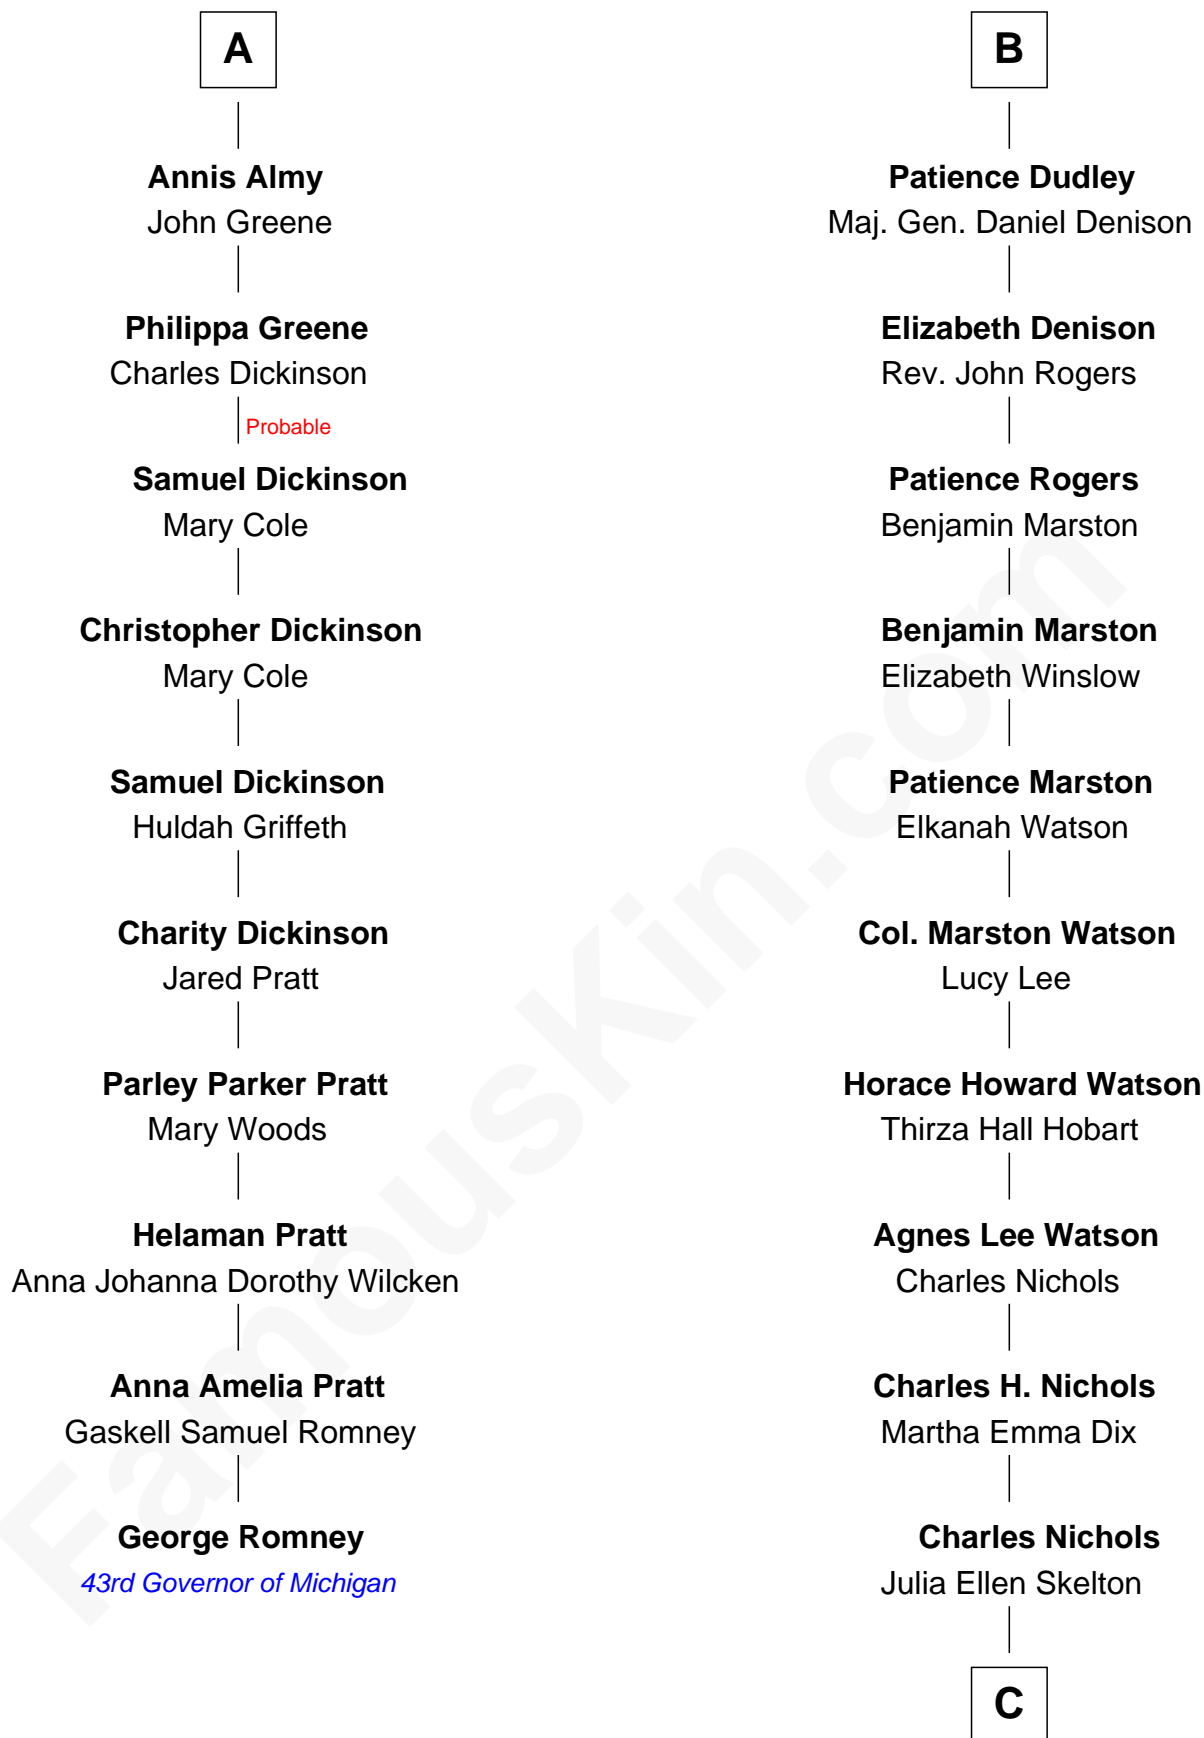 A
Annis Almy
John Greene
Philippa Greene
Charles Dickinson
Probable
Samuel Dickinson
Mary Cole
Christopher Dickinson
Mary Cole
Samuel Dickinson
Huldah Griffeth
Charity Dickinson
Jared Pratt
Parley Parker Pratt
Mary Woods
Helaman Pratt
Anna Johanna Dorothy Wilcken
Anna Amelia Pratt
Gaskell Samuel Romney
George Romney
43rd Governor of Michigan
B
Patience Dudley
Maj. Gen. Daniel Denison
Elizabeth Denison
Rev. John Rogers
Patience Rogers
Benjamin Marston
Benjamin Marston
Elizabeth Winslow
Patience Marston
Elkanah Watson
Col. Marston Watson
Lucy Lee
Horace Howard Watson
Thirza Hall Hobart
Agnes Lee Watson
Charles Nichols
Charles H. Nichols
Martha Emma Dix
Charles Nichols
Julia Ellen Skelton
C
FamousKin.com